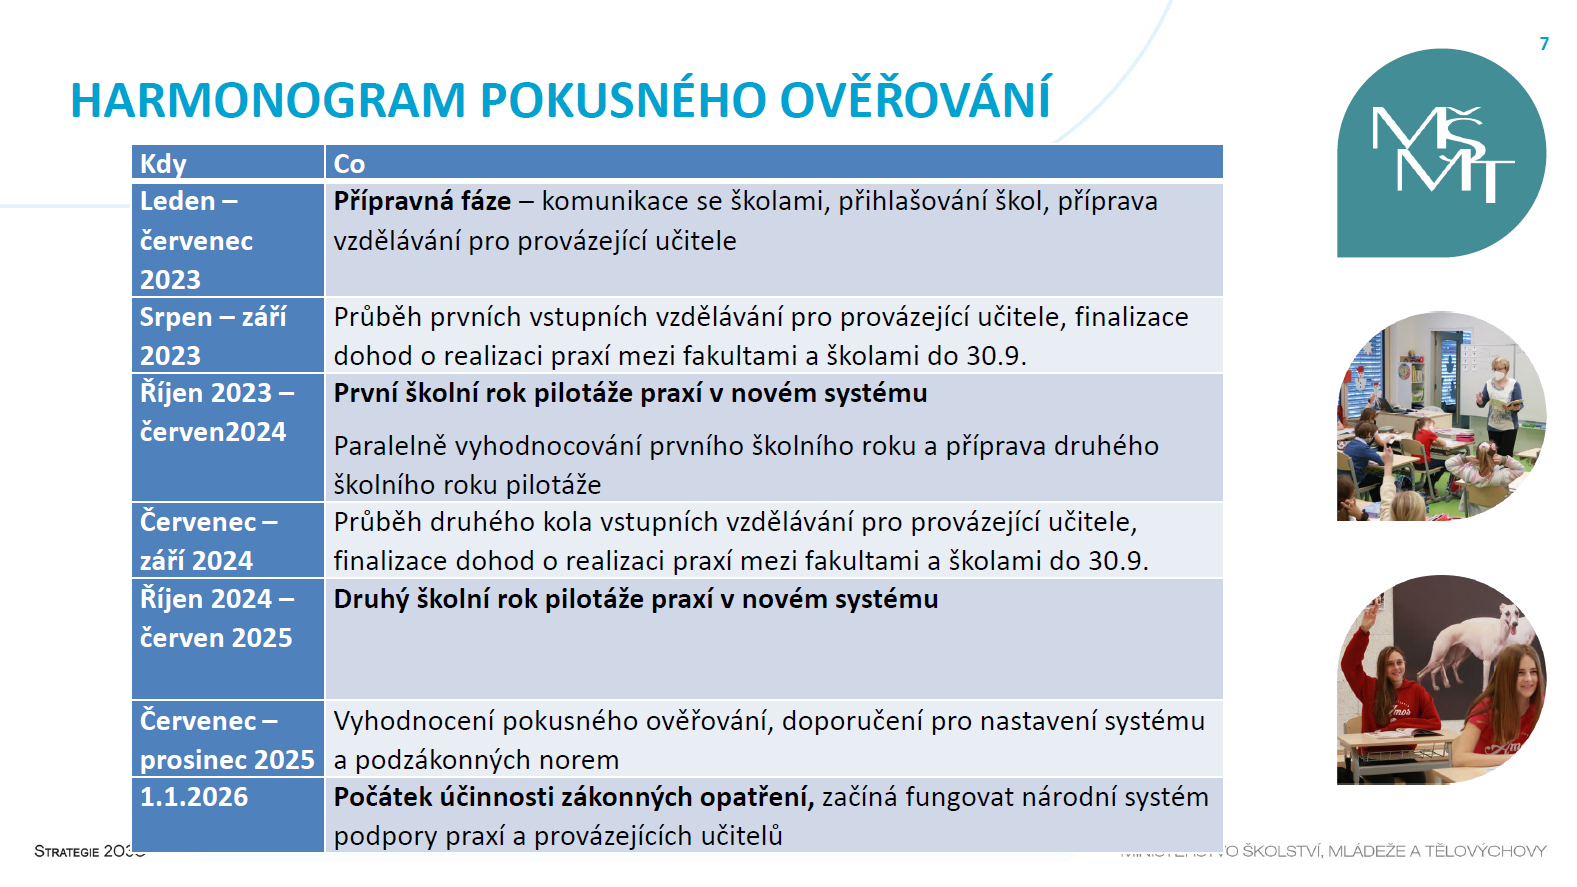 7
HARMONOGRAM POKUSNÉHO OVĚŘOVÁNÍ
MŠ
MT
Kdy
Co
Leden –
červenec
2023
Přípravná fáze – komunikace se školami, přihlašování škol, příprava
vzdělávání pro provázející učitele
Srpen – září
2023
Průběh prvních vstupních vzdělávání pro provázející učitele, finalizace
dohod o realizaci praxí mezi fakultami a školami do 30.9.
Říjen 2023 –
červen2024
První školní rok pilotáže praxí v novém systému
Paralelně vyhodnocování prvního školního roku a příprava druhého
školního roku pilotáže
Červenec –
září 2024
Průběh druhého kola vstupních vzdělávání pro provázející učitele,
finalizace dohod o realizaci praxí mezi fakultami a školami do 30.9.
Říjen 2024 –
červen 2025
Druhý školní rok pilotáže praxí v novém systému
Červenec –
prosinec 2025
Vyhodnocení pokusného ověřování, doporučení pro nastavení systému
a podzákonných norem
1.1.2026
Počátek účinnosti zákonných opatření, začíná fungovat národní systém
podpory praxí a provázejících učitelů
STRATEGIE
ŠKOLSTVÍ, MLÁDEŽE A TĚLOVÝCHOVY